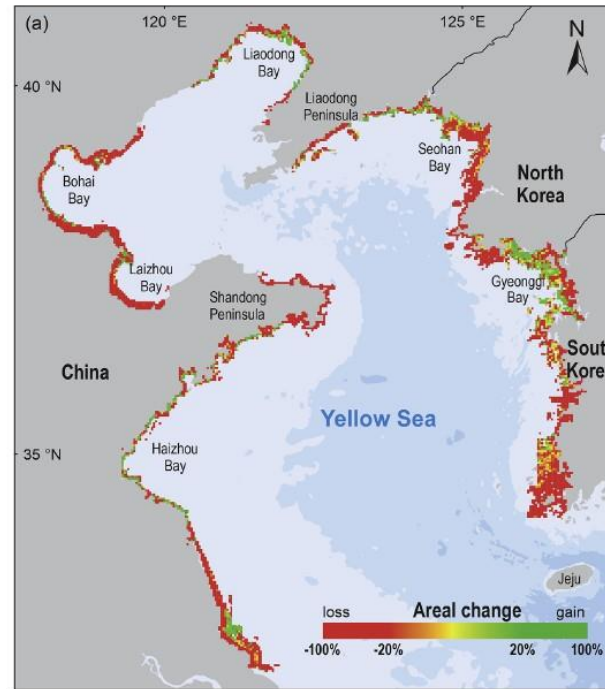 (a)
120 °E
125 °E
N
40 °N
Liaodong
Bay
Liaodong
Peninsula
Seohan
Bay
North
Korea
Bohai
Bay
Laizhou
Bay
Shandong
Peninsula
Gyeonggi
Bay
South
Kore
China
Yellow Sea
35 °N
Haizhou
Bay
Jeju
loss Areal change gain
-100% -20% 20% 100%